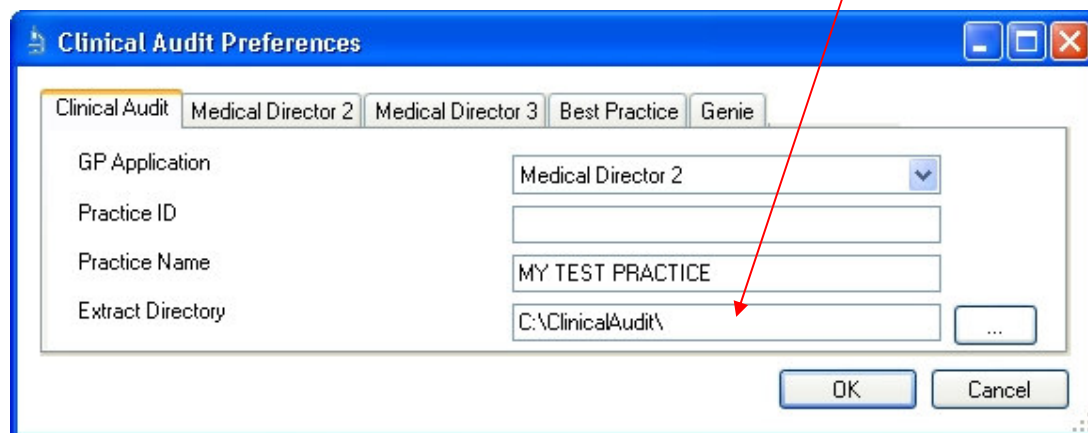 Clinical Audit Preferences
Clinical Audit Medical Director 2 Medical Director 3 Best Practice Genie
GP Application Medical Director 2
Practice ID
Practice Name MY TEST PRACTICE
Extract Directory C:\ClinicalAudit\ ...
OK Cancel